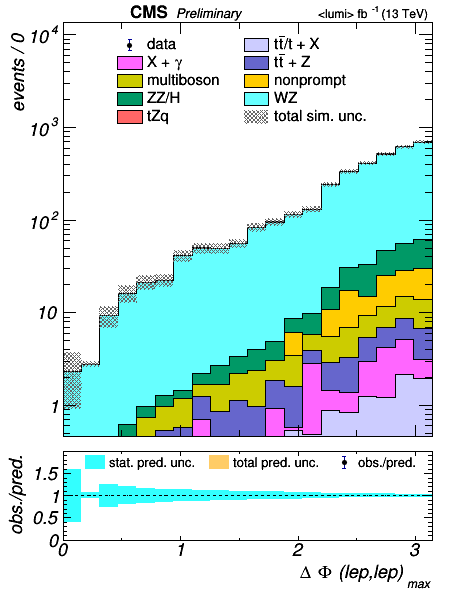 CMS Preliminary <lumi> fb⁻¹ (13 TeV)
events / 0
10⁴
10³
10²
10
1
data
X + γ
multiboson
ZZ/H
tZq
tt̄/t + X
tt̄ + Z
nonprompt
WZ
total sim. unc.
obs./pred.
1.5
1
0.5
0
stat. pred. unc. total pred. unc. obs./pred.
0 1 2 3
Δ Φ (lep,lep) max